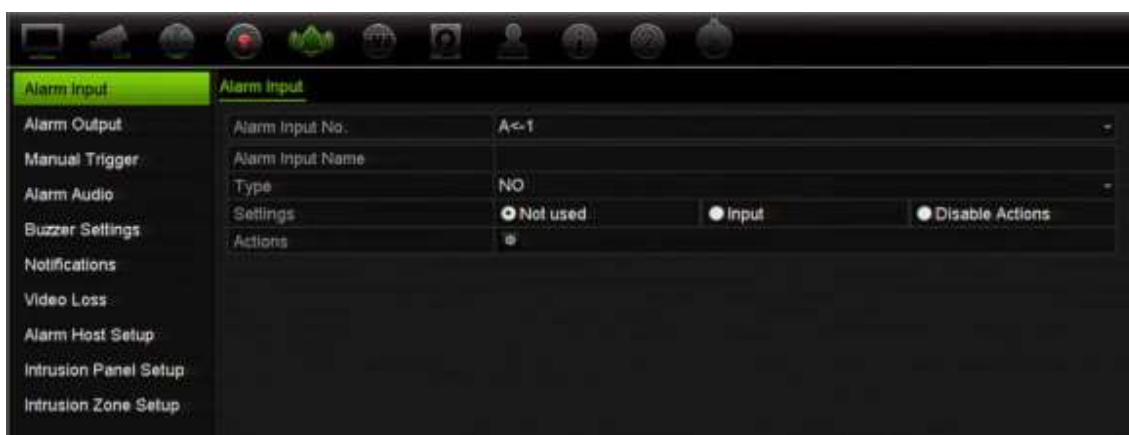 Alarm Input
Alarm Output
Manual Trigger
Alarm Audio
Buzzer Settings
Notifications
Video Loss
Alarm Host Setup
Intrusion Panel Setup
Intrusion Zone Setup
Alarm Input
Alarm Input No. A<-1
Alarm Input Name
Type NO
Settings Not used Input Disable Actions
Actions